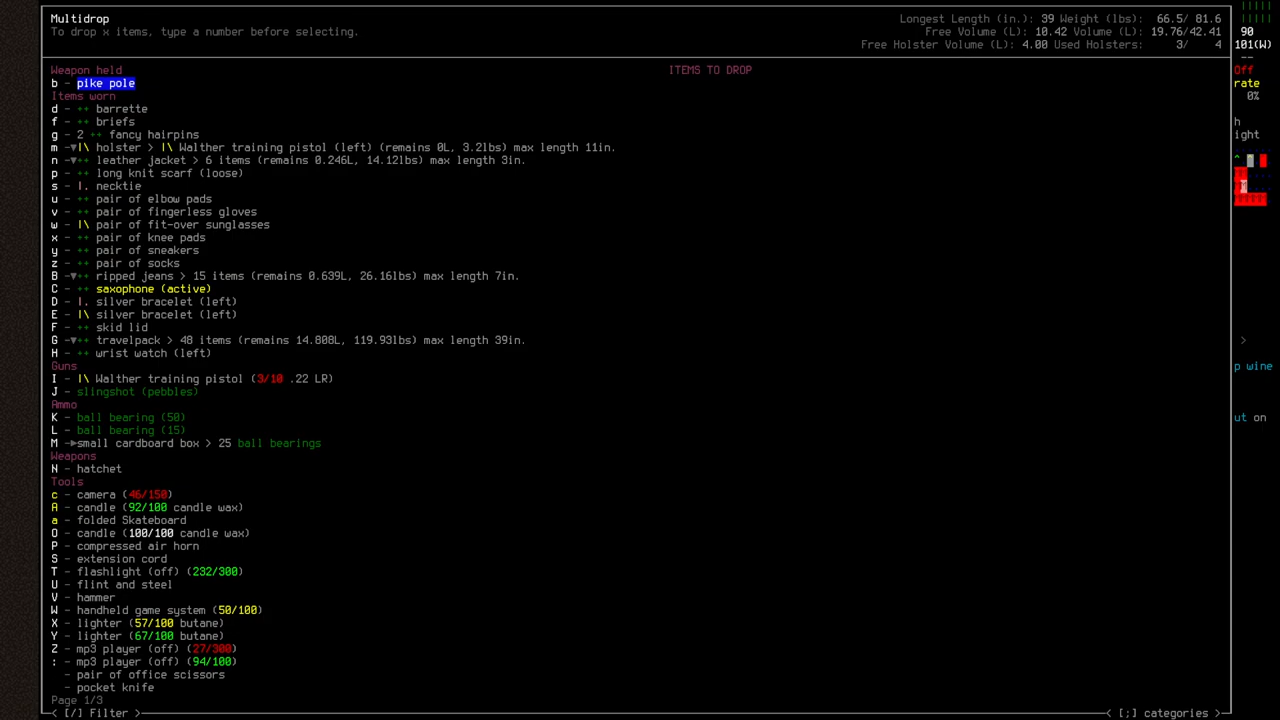 Multidrop
To drop x items, type a number before selecting.
Longest Length (in.): 39 Weight (lbs): 66.5/ 81.6
Free Volume (L): 10.42 Volume (L): 19.76/42.41
Free Holster Volume (L): 4.00 Used Holsters: 3/ 4
90
101(W)
--
Off
rate
0%
h
ight
>
p wine
ut on
Weapon held
ITEMS TO DROP
b - pike pole
Items worn
d - ++ barrette
f - ++ briefs
g - 2 ++ fancy hairpins
m -▼|\ holster > |\ Walther training pistol (left) (remains 0L, 3.2lbs) max length 11in.
n -▼++ leather jacket > 6 items (remains 0.246L, 14.12lbs) max length 3in.
p - ++ long knit scarf (loose)
s - |. necktie
u - ++ pair of elbow pads
v - ++ pair of fingerless gloves
w - |\ pair of fit-over sunglasses
x - ++ pair of knee pads
y - ++ pair of sneakers
z - ++ pair of socks
B -▼++ ripped jeans > 15 items (remains 0.639L, 26.16lbs) max length 7in.
C - ++ saxophone (active)
D - |. silver bracelet (left)
E - |\ silver bracelet (left)
F - ++ skid lid
G -▼++ travelpack > 48 items (remains 14.808L, 119.93lbs) max length 39in.
H - ++ wrist watch (left)
Guns
I - |\ Walther training pistol (3/10 .22 LR)
J - slingshot (pebbles)
Ammo
K - ball bearing (50)
L - ball bearing (15)
M -►small cardboard box > 25 ball bearings
Weapons
N - hatchet
Tools
c - camera (46/150)
A - candle (92/100 candle wax)
a - folded Skateboard
O - candle (100/100 candle wax)
P - compressed air horn
S - extension cord
T - flashlight (off) (232/300)
U - flint and steel
V - hammer
W - handheld game system (50/100)
X - lighter (57/100 butane)
Y - lighter (67/100 butane)
Z - mp3 player (off) (27/300)
: - mp3 player (off) (94/100)
- pair of office scissors
- pocket knife
Page 1/3
< [/] Filter >
< [;] categories >